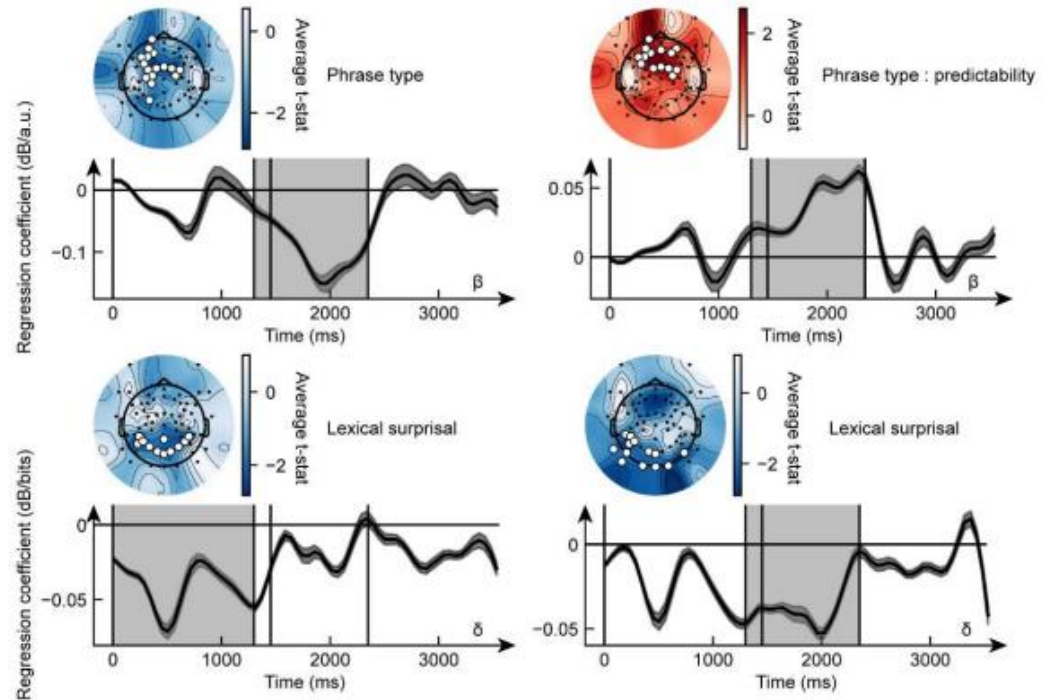 0
−2
Average t-stat
Phrase type
2
0
Average t-stat
Phrase type : predictability
Regression coefficient (dB/a.u.)
0
−0.1
β
0 1000 2000 3000
Time (ms)
0.05
0
β
0 1000 2000 3000
Time (ms)
0
−2
Average t-stat
Lexical surprisal
0
−2
Average t-stat
Lexical surprisal
Regression coefficient (dB/bits)
0
−0.05
δ
0 1000 2000 3000
Time (ms)
0
−0.05
δ
0 1000 2000 3000
Time (ms)